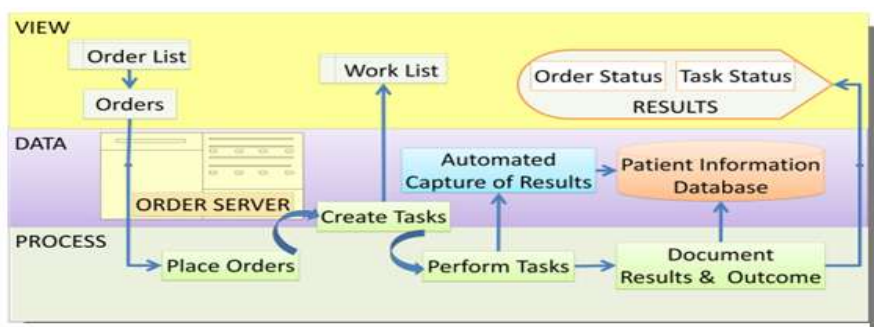 VIEW
Order List
Orders
Work List
Order Status
Task Status
RESULTS
DATA
ORDER SERVER
Automated
Capture of Results
Patient Information
Database
Create Tasks
PROCESS
Place Orders
Perform Tasks
Document
Results & Outcome